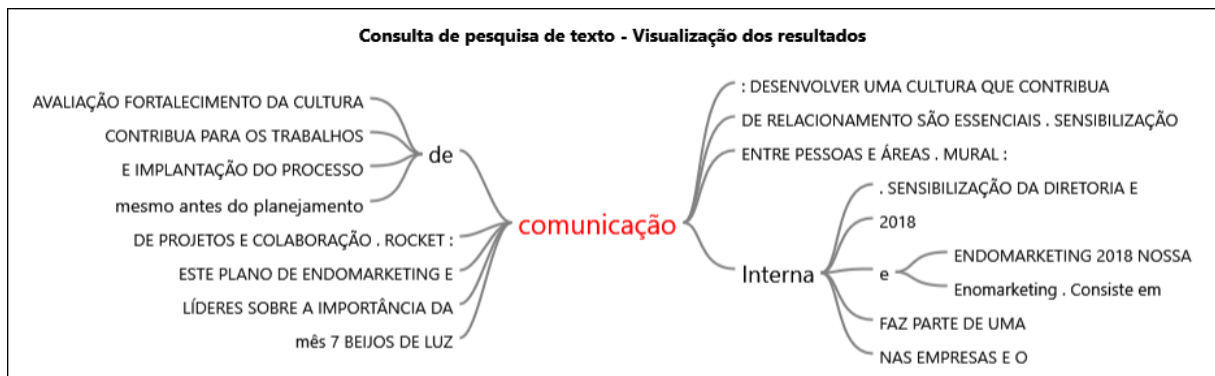 Consulta de pesquisa de texto - Visualização dos resultados
AVALIAÇÃO FORTALECIMENTO DA CULTURA
CONTRIBUA PARA OS TRABALHOS
E IMPLANTAÇÃO DO PROCESSO
mesmo antes do planejamento
de
DE PROJETOS E COLABORAÇÃO . ROCKET :
ESTE PLANO DE ENDOMARKETING E
LÍDERES SOBRE A IMPORTÂNCIA DA
mês 7 BEIJOS DE LUZ
comunicação
: DESENVOLVER UMA CULTURA QUE CONTRIBUA
DE RELACIONAMENTO SÃO ESSENCIAIS . SENSIBILIZAÇÃO
ENTRE PESSOAS E ÁREAS . MURAL :
Interna
. SENSIBILIZAÇÃO DA DIRETORIA E
2018
e
ENDOMARKETING 2018 NOSSA
Enomarketing . Consiste em
FAZ PARTE DE UMA
NAS EMPRESAS E O